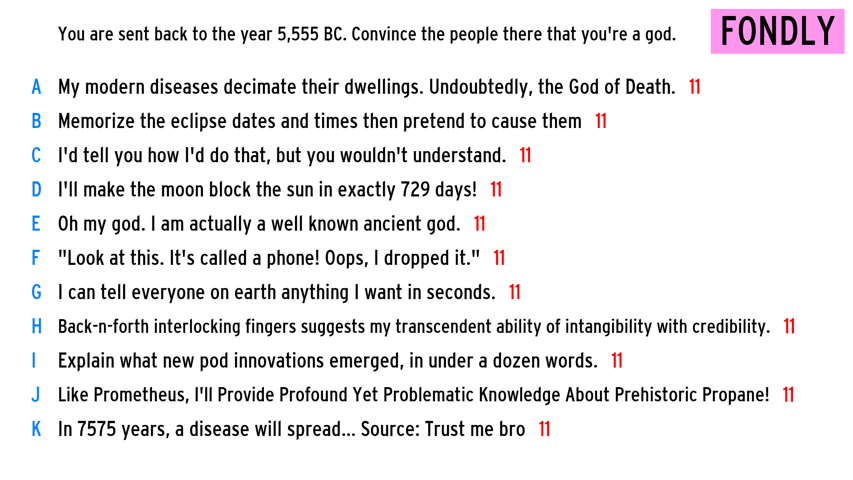 You are sent back to the year 5,555 BC. Convince the people there that you're a god.
FONDLY
A My modern diseases decimate their dwellings. Undoubtedly, the God of Death. 11
B Memorize the eclipse dates and times then pretend to cause them 11
C I'd tell you how I'd do that, but you wouldn't understand. 11
D I'll make the moon block the sun in exactly 729 days! 11
E Oh my god. I am actually a well known ancient god. 11
F "Look at this. It's called a phone! Oops, I dropped it." 11
G I can tell everyone on earth anything I want in seconds. 11
H Back-n-forth interlocking fingers suggests my transcendent ability of intangibility with credibility. 11
I Explain what new pod innovations emerged, in under a dozen words. 11
J Like Prometheus, I'll Provide Profound Yet Problematic Knowledge About Prehistoric Propane! 11
K In 7575 years, a disease will spread... Source: Trust me bro 11